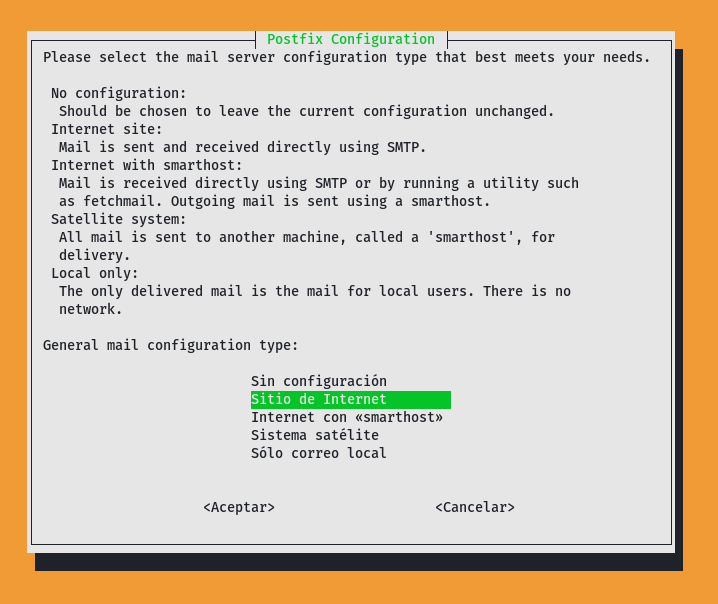 Postfix Configuration
Please select the mail server configuration type that best meets your needs.
No configuration:
Should be chosen to leave the current configuration unchanged.
Internet site:
Mail is sent and received directly using SMTP.
Internet with smarthost:
Mail is received directly using SMTP or by running a utility such
as fetchmail. Outgoing mail is sent using a smarthost.
Satellite system:
All mail is sent to another machine, called a 'smarthost', for
delivery.
Local only:
The only delivered mail is the mail for local users. There is no
network.
General mail configuration type:
Sin configuración
Sitio de Internet
Internet con «smarthost»
Sistema satélite
Sólo correo local
<Aceptar> <Cancelar>